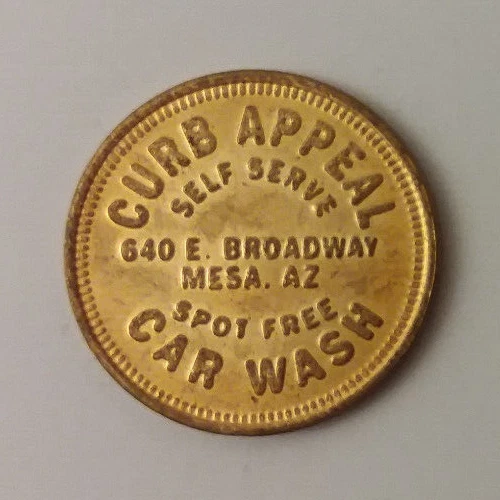 CURB APPEAL
SELF SERVE
640 E. BROADWAY
MESA. AZ
SPOT FREE
CAR WASH